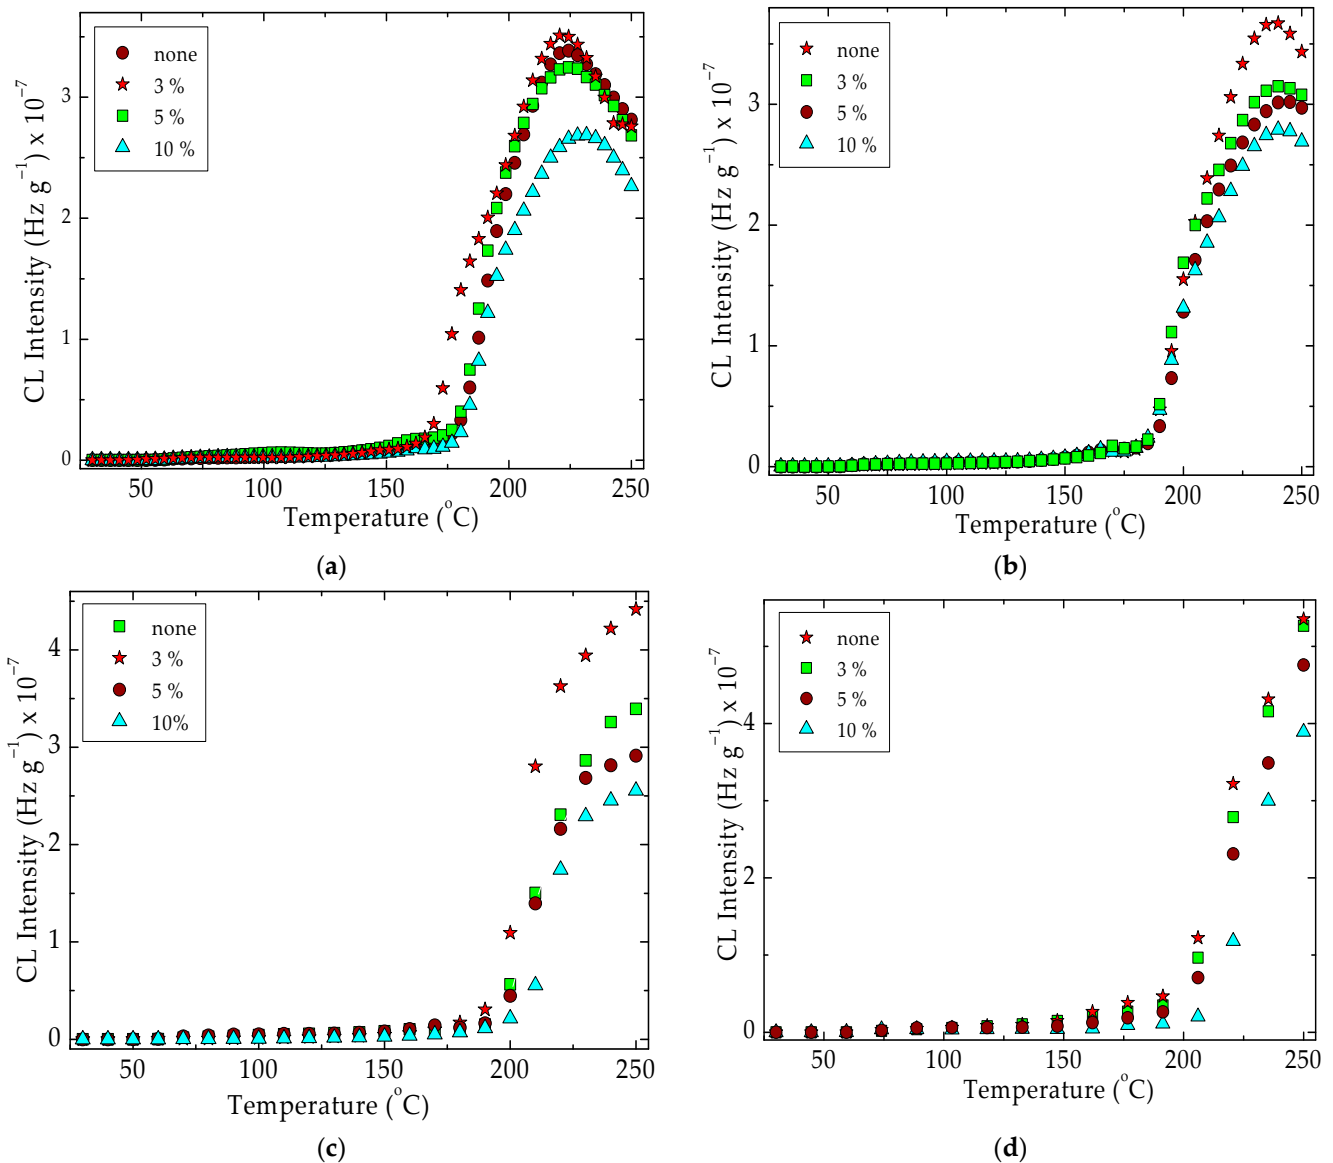 none
3 %
5 %
10 %
CL Intensity (Hz g⁻¹) x 10⁻⁷
3
2
1
0
50 100 150 200 250
Temperature (°C)
(a)
none
3 %
5 %
10 %
CL Intensity (Hz g⁻¹) x 10⁻⁷
3
2
1
0
50 100 150 200 250
Temperature (°C)
(b)
none
3 %
5 %
10%
CL Intensity (Hz g⁻¹) x 10⁻⁷
4
3
2
1
0
50 100 150 200 250
Temperature (°C)
(c)
none
3 %
5 %
10 %
CL Intensity (Hz g⁻¹) x 10⁻⁷
4
2
0
50 100 150 200 250
Temperature (°C)
(d)